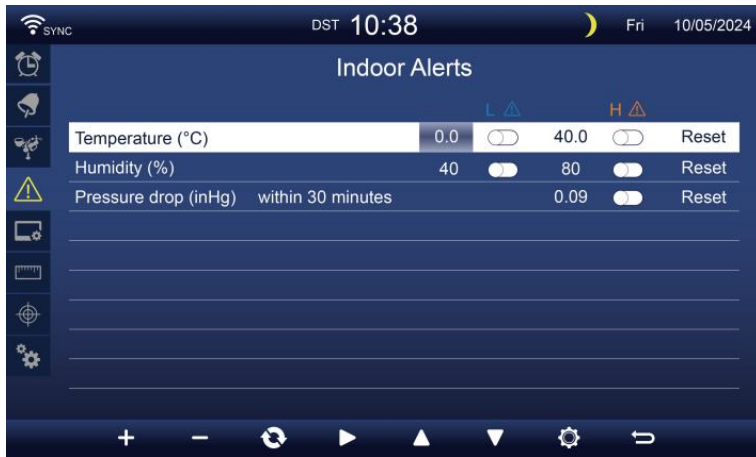 SYNC DST 10:38 Fri 10/05/2024
Indoor Alerts
L H
Temperature (°C) 0.0 40.0 Reset
Humidity (%) 40 80 Reset
Pressure drop (inHg) within 30 minutes 0.09 Reset